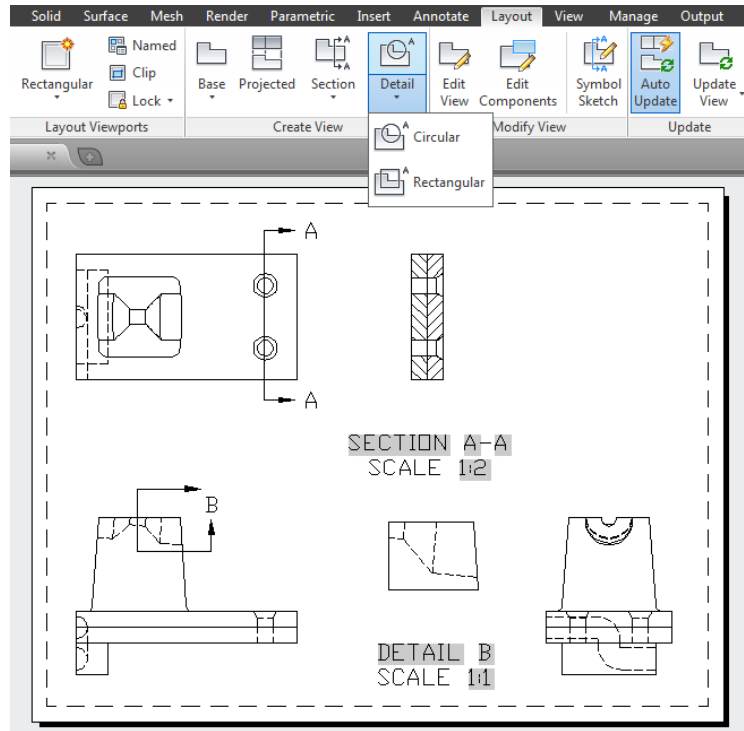 Solid Surface Mesh Render Parametric Insert Annotate Layout View Manage Output
Rectangular
Named
Clip
Lock
Base Projected Section Detail
Edit View
Edit Components
Symbol Sketch
Auto Update
Update View
Layout Viewports Create View Modify View Update
Circular
Rectangular
A
A
SECTION A-A
SCALE 1:2
B
DETAIL B
SCALE 1:1